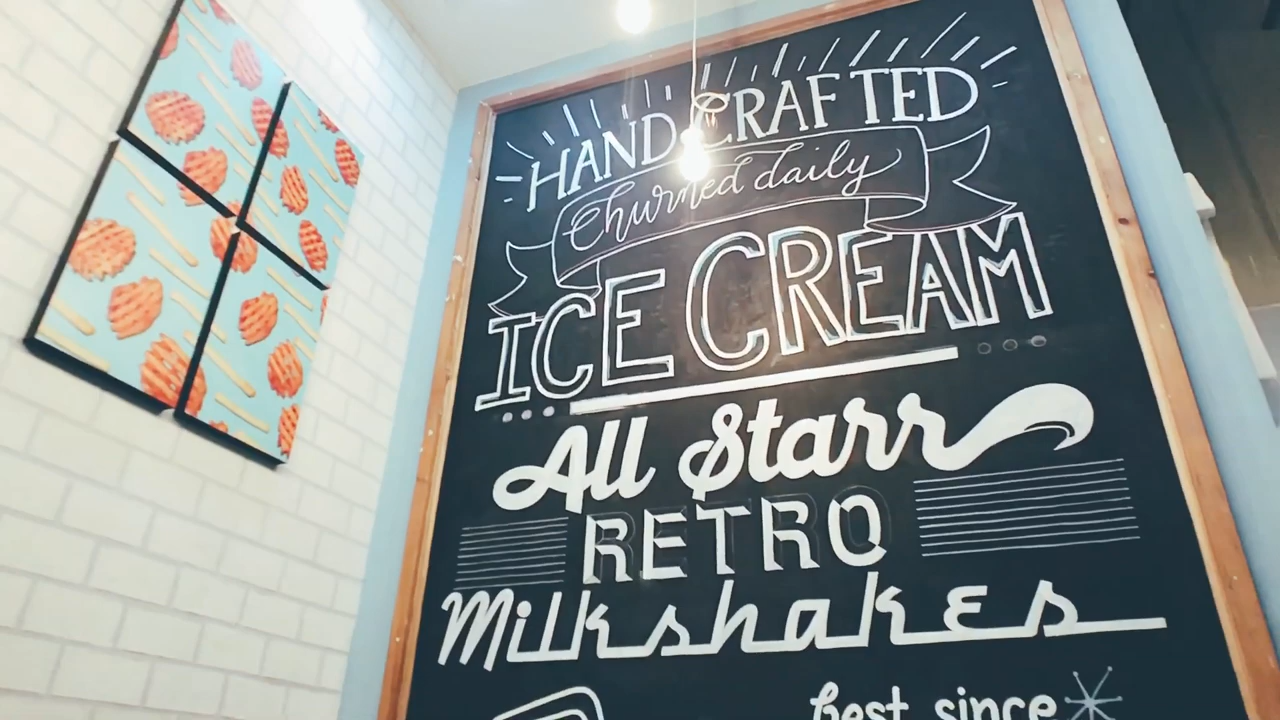 HANDCRAFTED
Churned daily
ICE CREAM
All Starr
RETRO
Milkshakes
best since